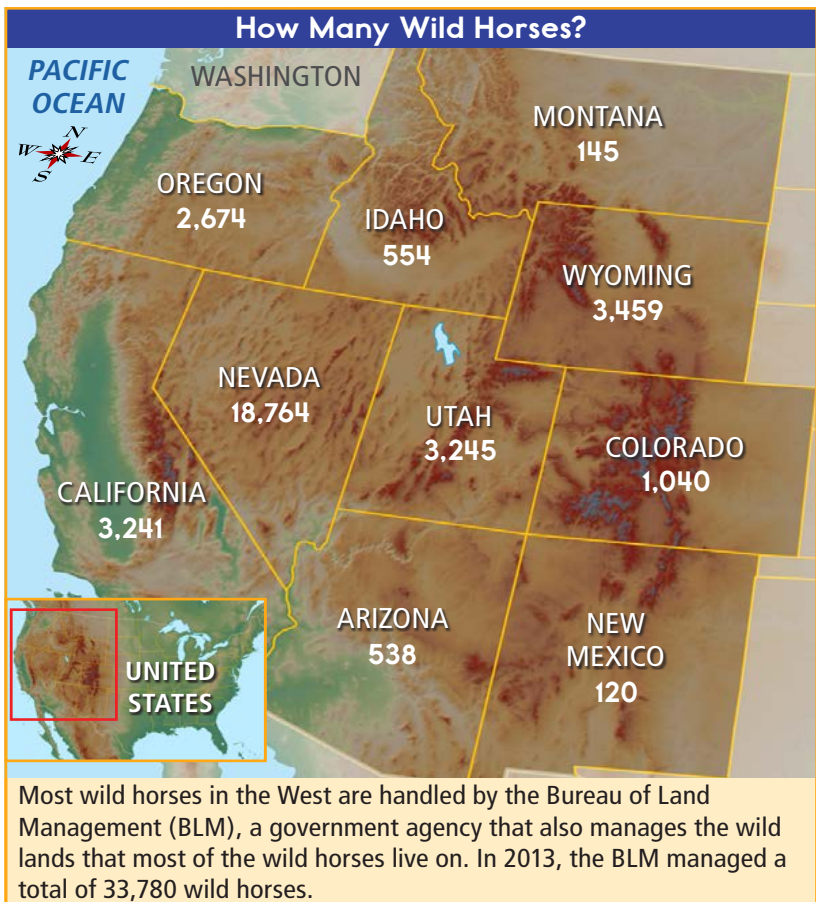 How Many Wild Horses?
PACIFIC
OCEAN
WASHINGTON
N
W
E
S
MONTANA
145
OREGON
2,674
IDAHO
554
WYOMING
3,459
NEVADA
18,764
UTAH
3,245
COLORADO
1,040
CALIFORNIA
3,241
ARIZONA
538
NEW
MEXICO
120
UNITED
STATES
Most wild horses in the West are handled by the Bureau of Land
Management (BLM), a government agency that also manages the wild
lands that most of the wild horses live on. In 2013, the BLM managed a
total of 33,780 wild horses.